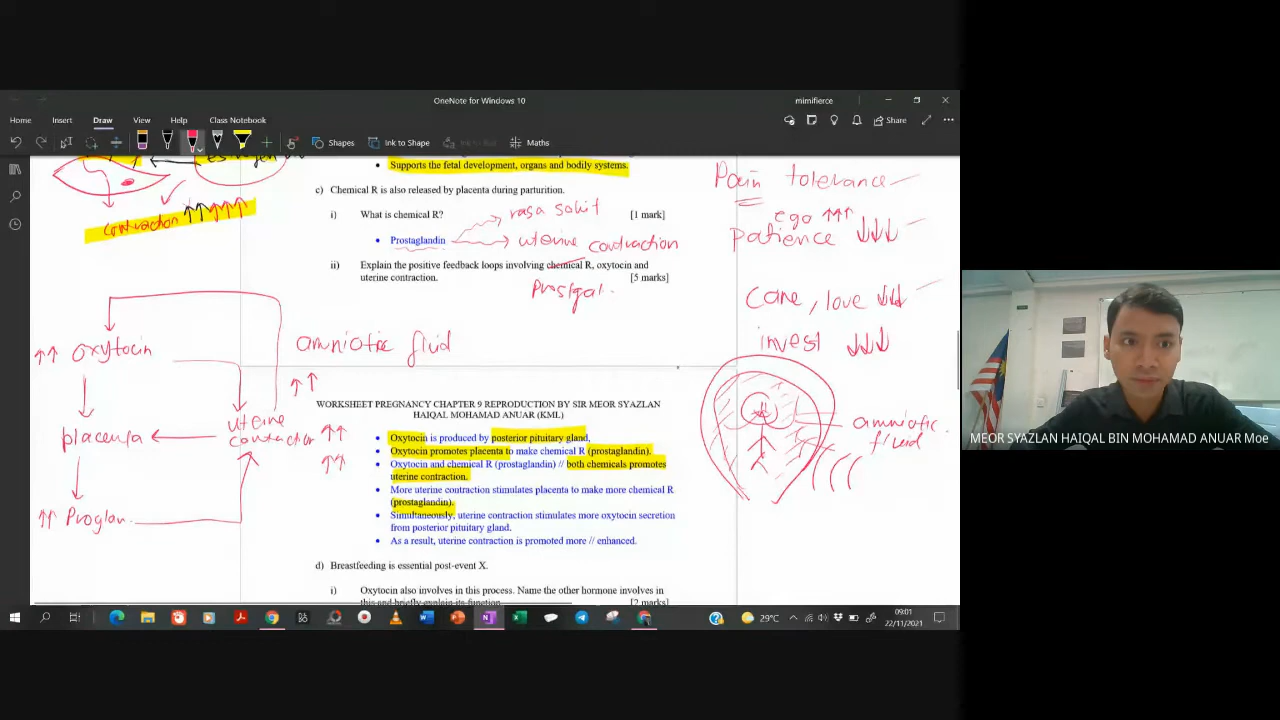 OneNote for Windows 10
mimifierce
Home Insert Draw View Help Class Notebook
Share
Shapes Ink to Shape Ink to Maths Maths
Supports the fetal development, organs and bodily systems.
c) Chemical R is also released by placenta during parturition.
i) What is chemical R? [1 mark]
• Prostaglandin
ii) Explain the positive feedback loops involving chemical R, oxytocin and
uterine contraction. [5 marks]
rasa sakit
uterine contraction
contraction
Pain tolerance
ego
patience
Care, love
invest
amniotic fluid
oxytocin
placenta
uterine
Proglan.
amniotic
fluid
WORKSHEET PREGNANCY CHAPTER 9 REPRODUCTION BY SIR MEOR SYAZLAN
HAIQAL MOHAMAD ANUAR (KML)
• Oxytocin is produced by posterior pituitary gland,
• Oxytocin promotes placenta to make chemical R (prostaglandin).
• Oxytocin and chemical R (prostaglandin) // both chemicals promotes
uterine contraction.
• More uterine contraction stimulates placenta to make more chemical R
(prostaglandin).
• Simultaneously, uterine contraction stimulates more oxytocin secretion
from posterior pituitary gland.
• As a result, uterine contraction is promoted more // enhanced.
d) Breastfeeding is essential post-event X.
i) Oxytocin also involves in this process. Name the other hormone involves in
this and briefly explain its function. [2 marks]
MEOR SYAZLAN HAIQAL BIN MOHAMAD ANUAR Moe
29°C
09:01
22/11/2021